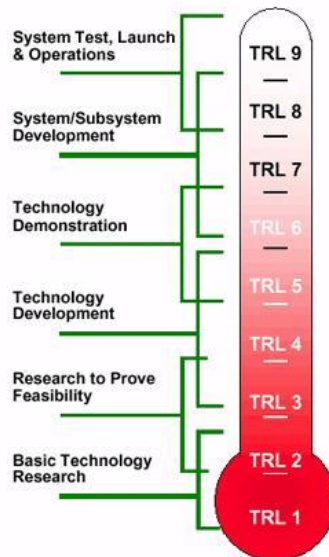 System Test, Launch
& Operations
System/Subsystem
Development
Technology
Demonstration
Technology
Development
Research to Prove
Feasibility
Basic Technology
Research
TRL 9
TRL 8
TRL 7
TRL 6
TRL 5
TRL 4
TRL 3
TRL 2
TRL 1